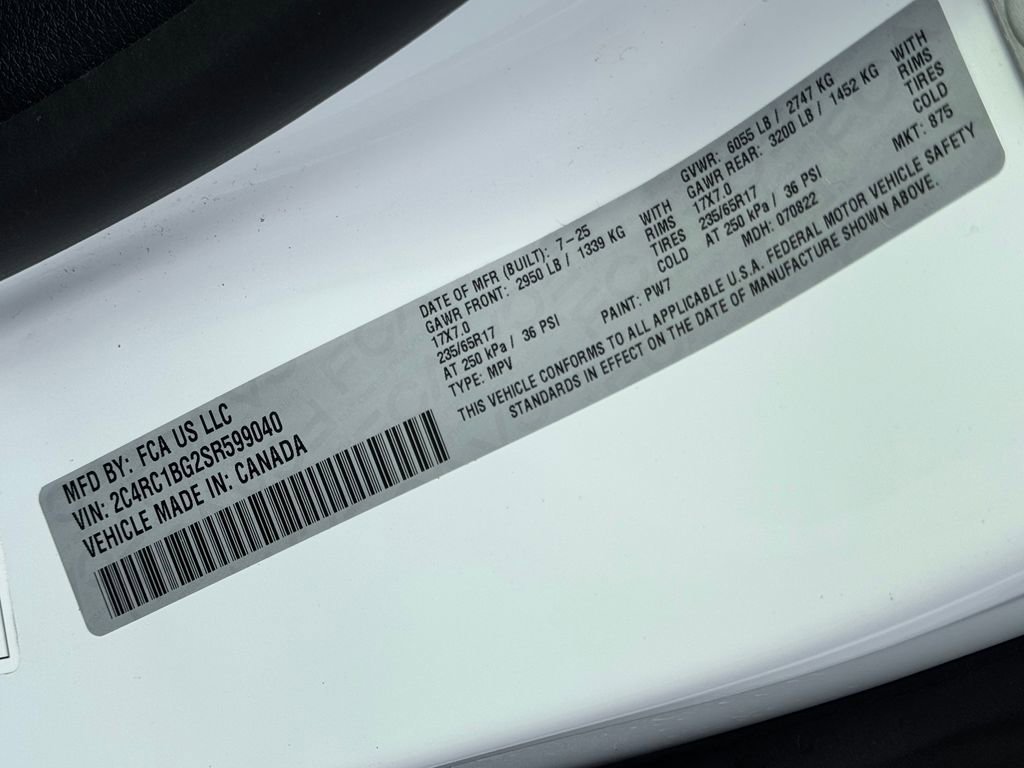 MFD BY: FCA US LLC
VIN: 2C4RC1BG2SR599040
VEHICLE MADE IN: CANADA
DATE OF MFR (BUILT): 7-25
GAWR FRONT: 2950 LB / 1339 KG WITH
17X7.0 RIMS
235/65R17 TIRES
AT 250 kPa / 36 PSI COLD
TYPE: MPV PAINT: PW7
GVWR: 6055 LB / 2747 KG
GAWR REAR: 3200 LB / 1452 KG WITH
17X7.0 RIMS
235/65R17 TIRES
AT 250 kPa / 36 PSI COLD
MDH: 070822 MKT: 875
THIS VEHICLE CONFORMS TO ALL APPLICABLE U.S.A. FEDERAL MOTOR VEHICLE SAFETY
STANDARDS IN EFFECT ON THE DATE OF MANUFACTURE SHOWN ABOVE.